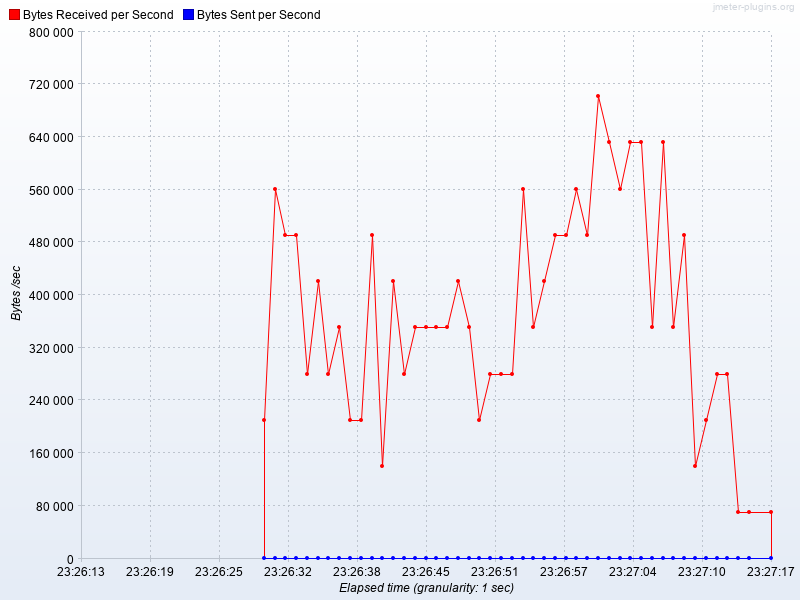 jmeter-plugins.org
Bytes Received per Second Bytes Sent per Second
800 000
720 000
640 000
560 000
480 000
400 000
320 000
240 000
160 000
80 000
0
Bytes /sec
23:26:13 23:26:19 23:26:25 23:26:32 23:26:38 23:26:45 23:26:51 23:26:57 23:27:04 23:27:10 23:27:17
Elapsed time (granularity: 1 sec)